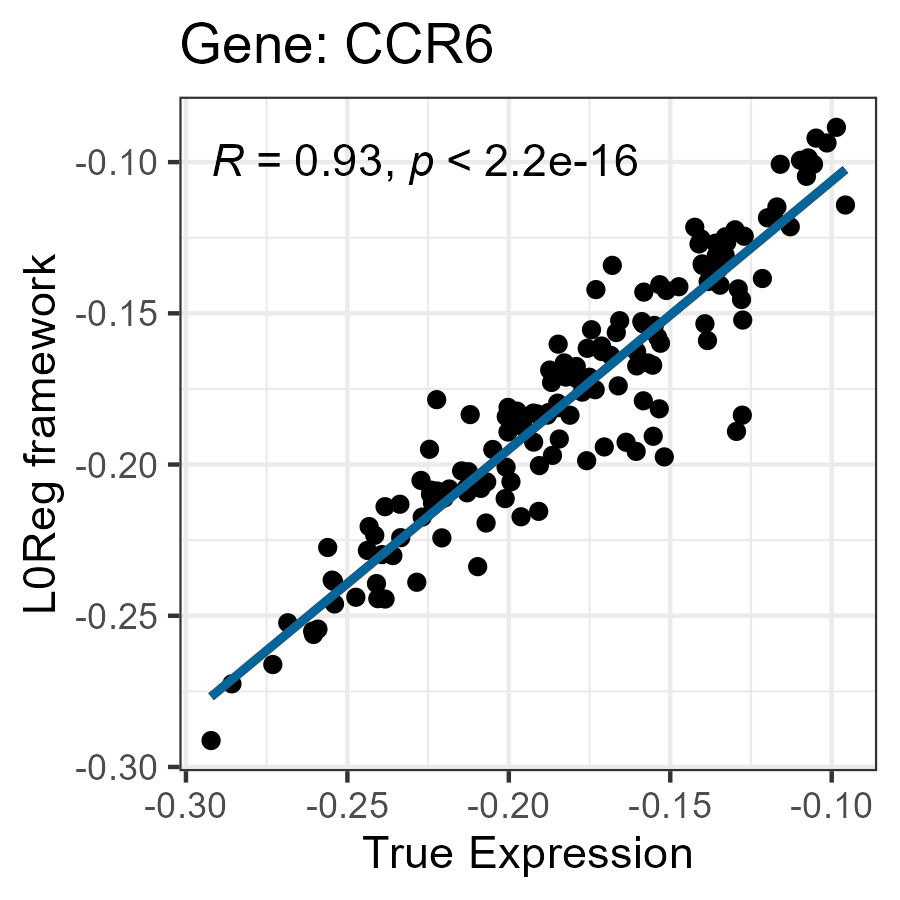 Gene: CCR6
R = 0.93, p < 2.2e-16
-0.10
-0.15
-0.20
-0.25
-0.30
L0Reg framework
-0.30 -0.25 -0.20 -0.15 -0.10
True Expression